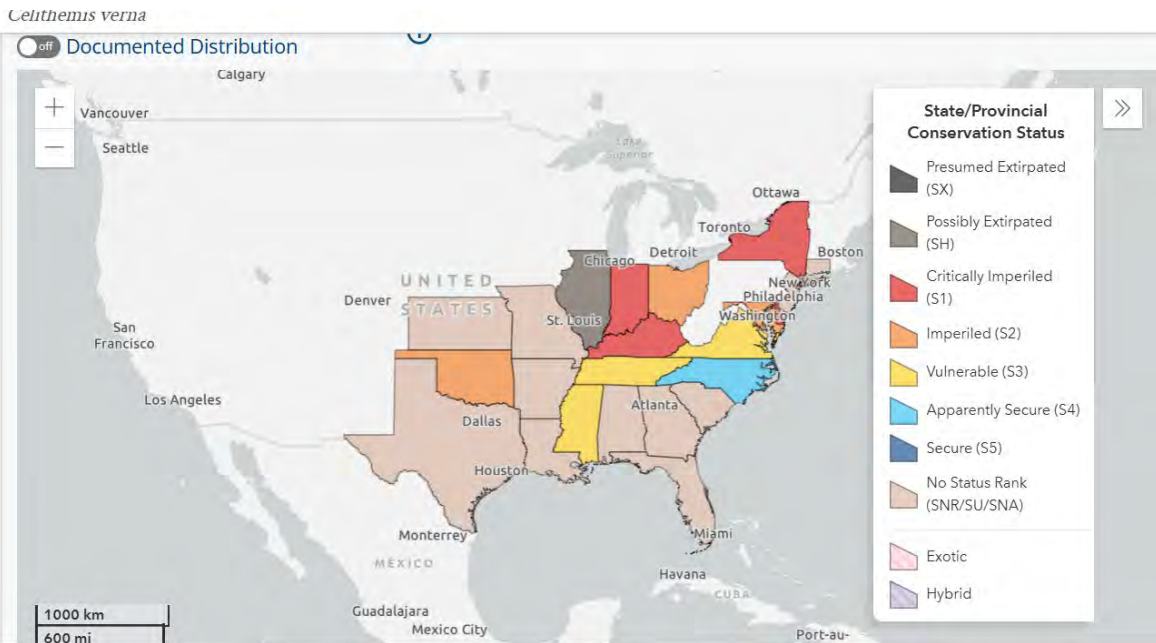 Celithemis verna
off Documented Distribution
Calgary
Vancouver
Seattle
Lake
Superior
Ottawa
Toronto
Boston
Detroit
Chicago
New York
Philadelphia
UNITED
STATES
Denver
St. Louis
Washington
San
Francisco
Los Angeles
Atlanta
Dallas
Houston
Miami
Monterrey
MÉXICO
Havana
CUBA
Guadalajara
Mexico City
Port-au-
1000 km
600 mi
State/Provincial
Conservation Status
Presumed Extirpated
(SX)
Possibly Extirpated
(SH)
Critically Imperiled
(S1)
Imperiled (S2)
Vulnerable (S3)
Apparently Secure (S4)
Secure (S5)
No Status Rank
(SNR/SU/SNA)
Exotic
Hybrid